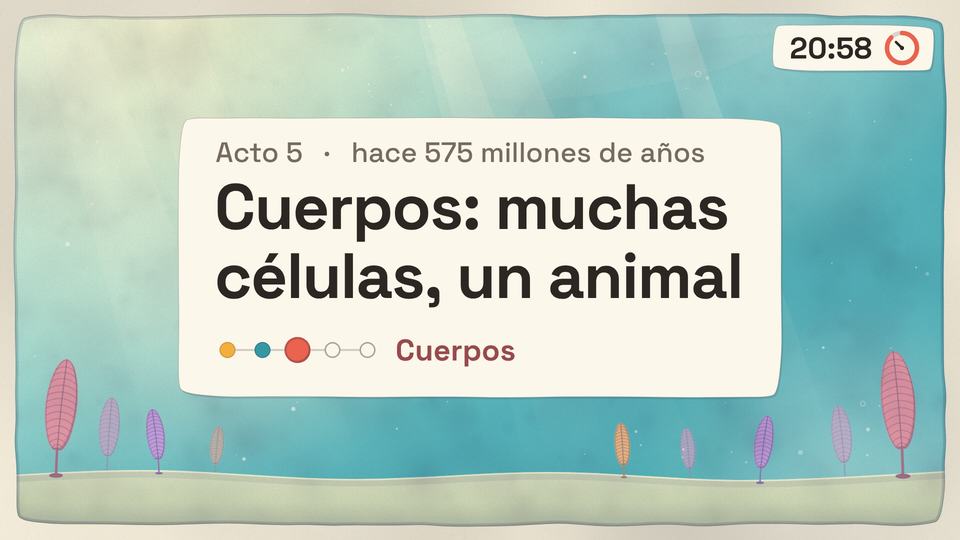 20:58
Acto 5 · hace 575 millones de años
Cuerpos: muchas
células, un animal
Cuerpos